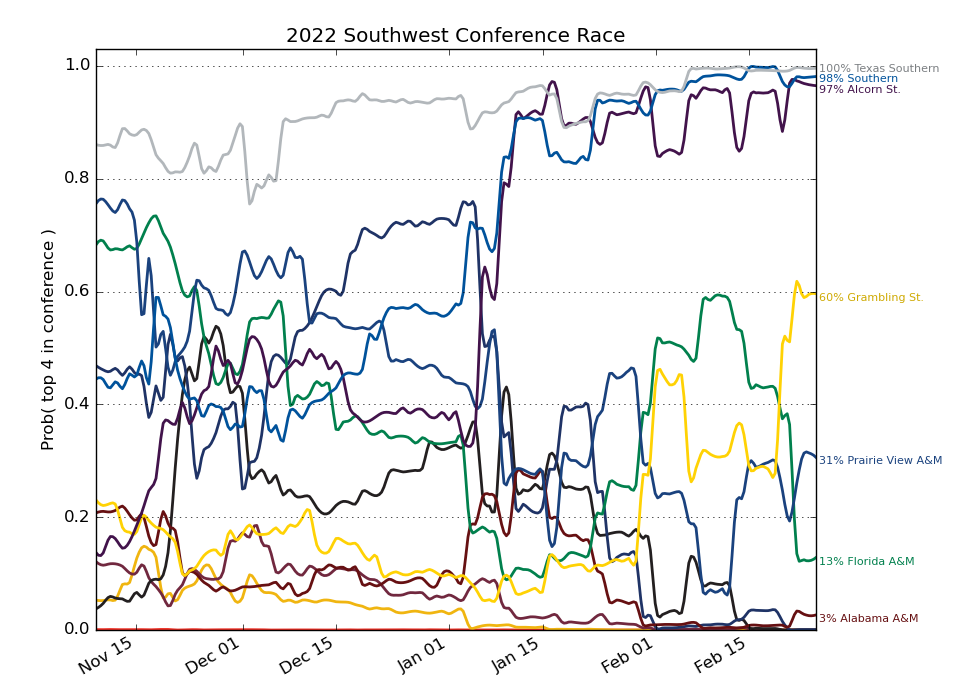 2022 Southwest Conference Race
Prob( top 4 in conference )
1.0
0.8
0.6
0.4
0.2
0.0
Nov 15
Dec 01
Dec 15
Jan 01
Jan 15
Feb 01
Feb 15
100% Texas Southern
98% Southern
97% Alcorn St.
60% Grambling St.
31% Prairie View A&M
13% Florida A&M
3% Alabama A&M